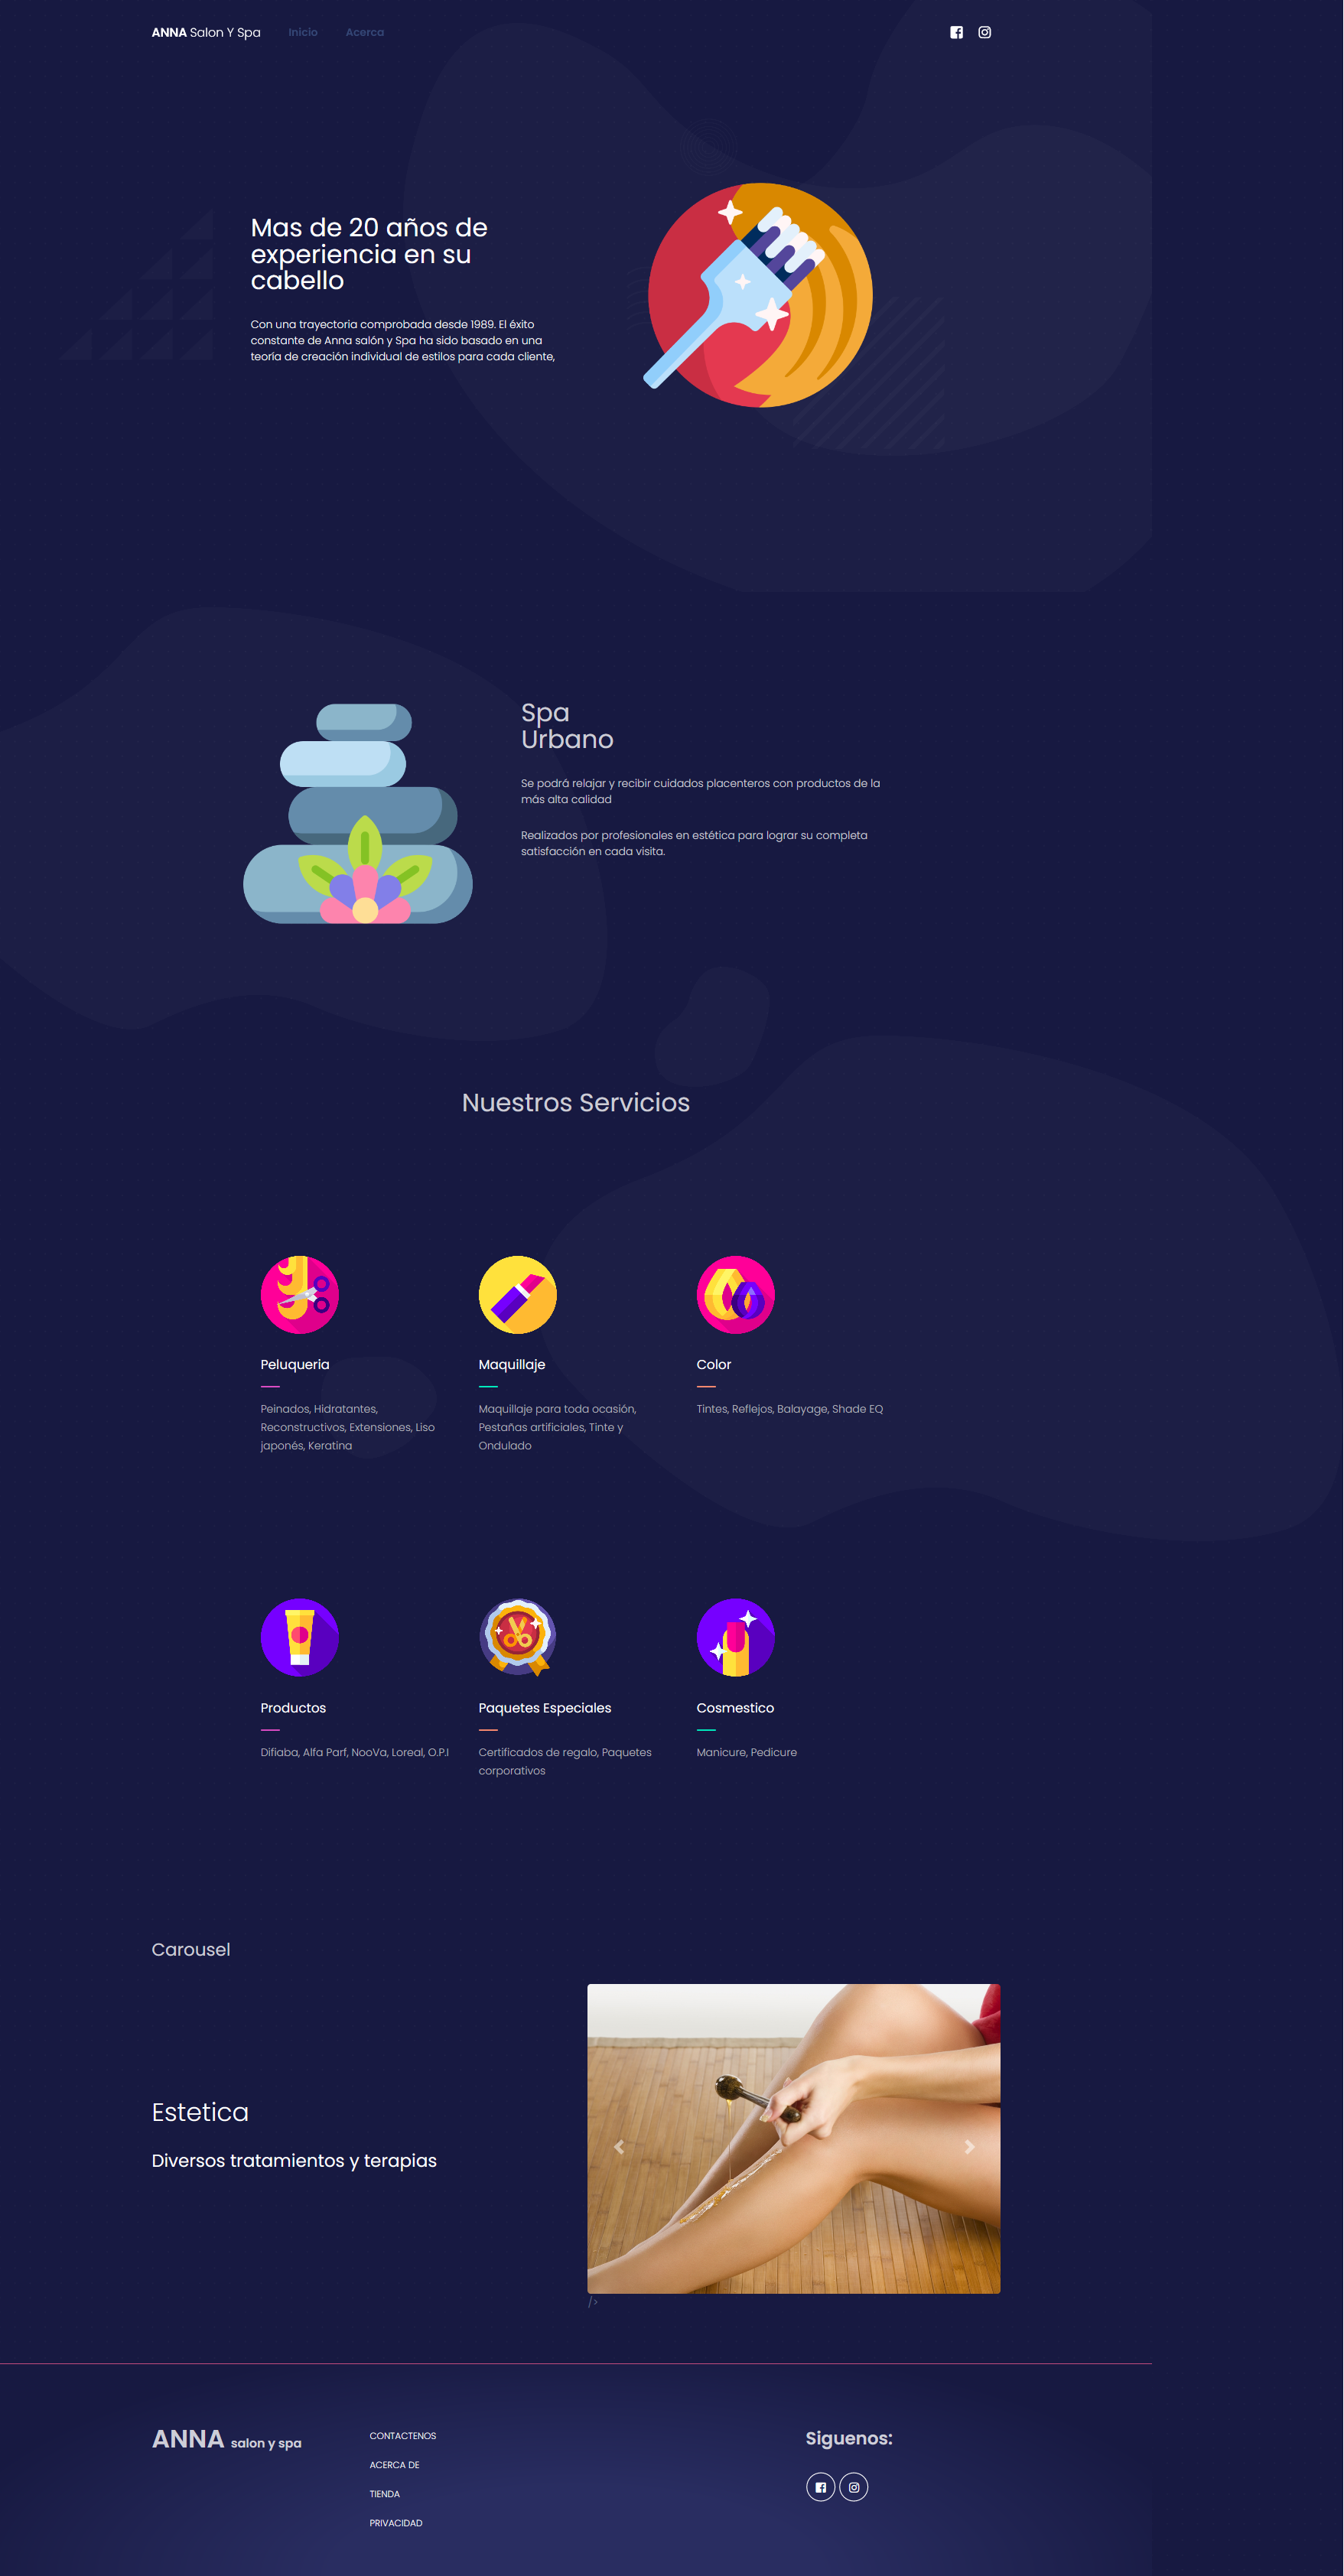 ANNA Salon Y Spa Inicio Acerca
Mas de 20 años de
experiencia en su
cabello
Con una trayectoria comprobada desde 1989. El éxito
constante de Anna salón y Spa ha sido basado en una
teoría de creación individual de estilos para cada cliente,
Spa
Urbano
Se podrá relajar y recibir cuidados placenteros con productos de la
más alta calidad
Realizados por profesionales en estética para lograr su completa
satisfacción en cada visita.
Nuestros Servicios
Peluqueria
Peinados, Hidratantes,
Reconstructivos, Extensiones, Liso
japonés, Keratina
Maquillaje
Maquillaje para toda ocasión,
Pestañas artificiales, Tinte y
Ondulado
Color
Tintes, Reflejos, Balayage, Shade EQ
Productos
Difiaba, Alfa Parf, NooVa, Loreal, O.P.I
Paquetes Especiales
Certificados de regalo, Paquetes
corporativos
Cosmestico
Manicure, Pedicure
Carousel
Estetica
Diversos tratamientos y terapias
/>
ANNA salon y spa
CONTACTENOS
ACERCA DE
TIENDA
PRIVACIDAD
Siguenos: